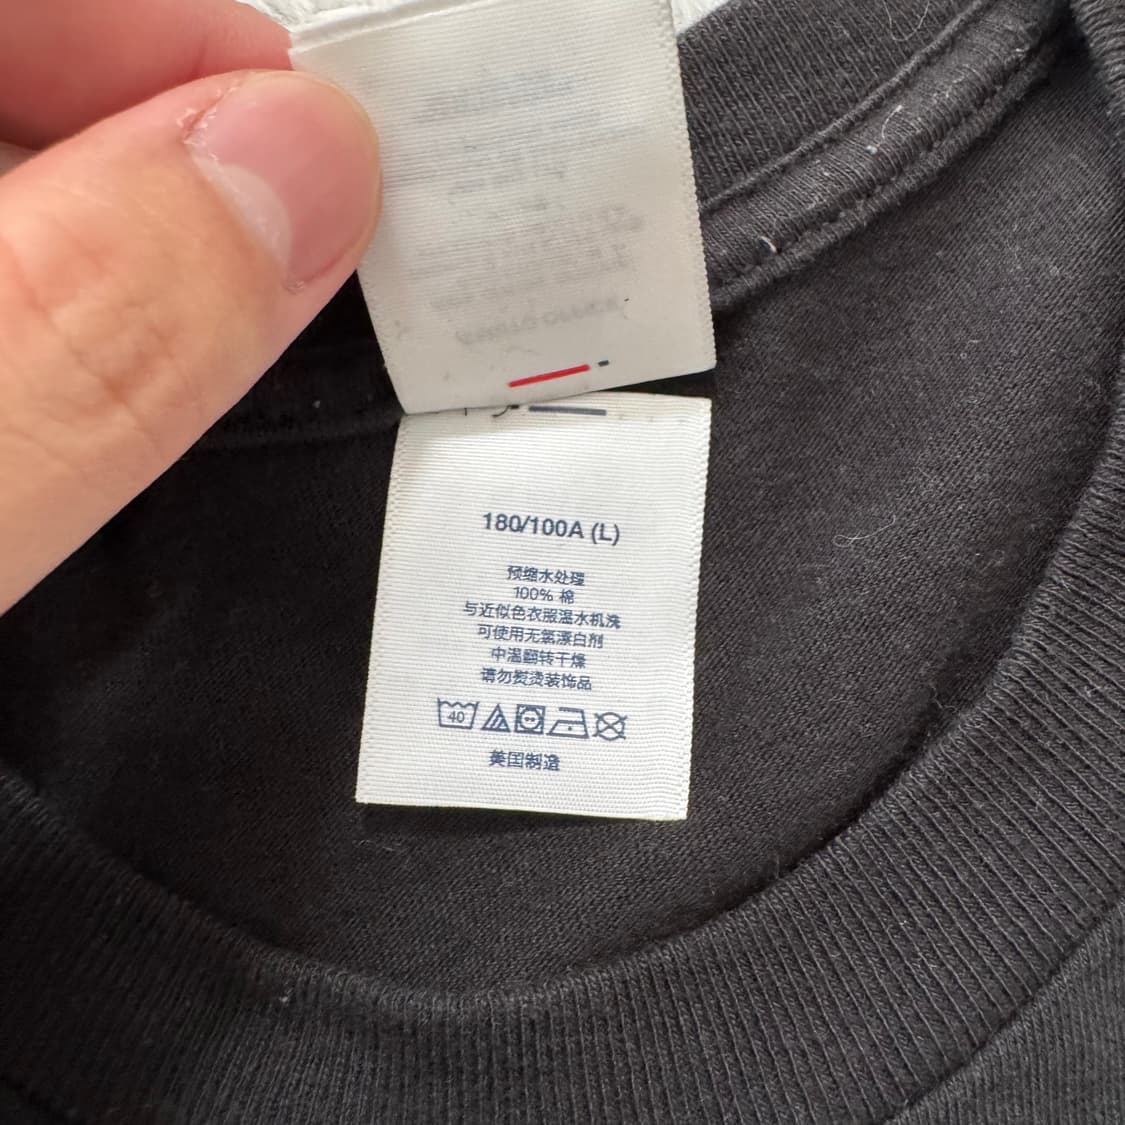 180/100A (L)
预缩水处理
100% 棉
与近似色衣服温水机洗
可使用无氯漂白剂
中温翻转干燥
请勿熨烫装饰品
40
美国制造